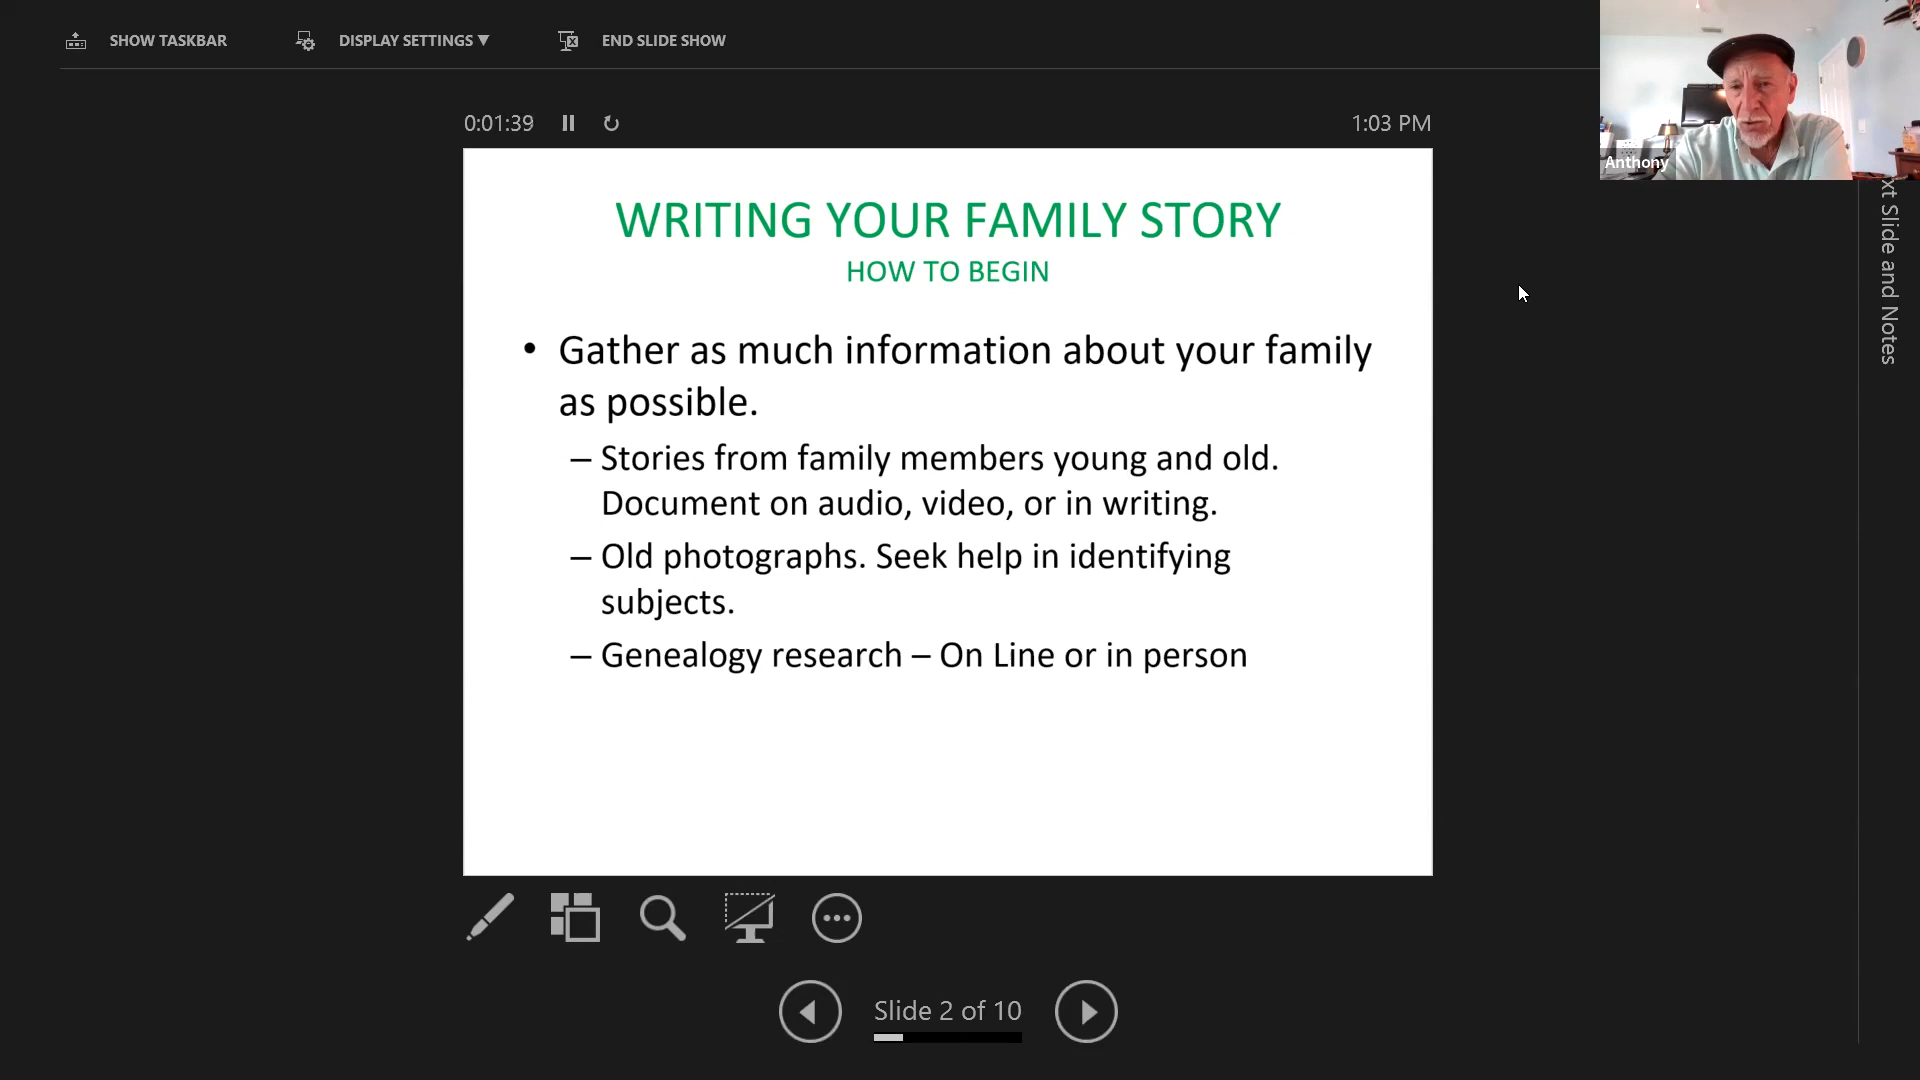 SHOW TASKBAR
DISPLAY SETTINGS ▼
END SLIDE SHOW
0:01:39
1:03 PM
Anthony
WRITING YOUR FAMILY STORY
HOW TO BEGIN
• Gather as much information about your family
as possible.
– Stories from family members young and old.
Document on audio, video, or in writing.
– Old photographs. Seek help in identifying
subjects.
– Genealogy research – On Line or in person
Slide and Notes
Slide 2 of 10